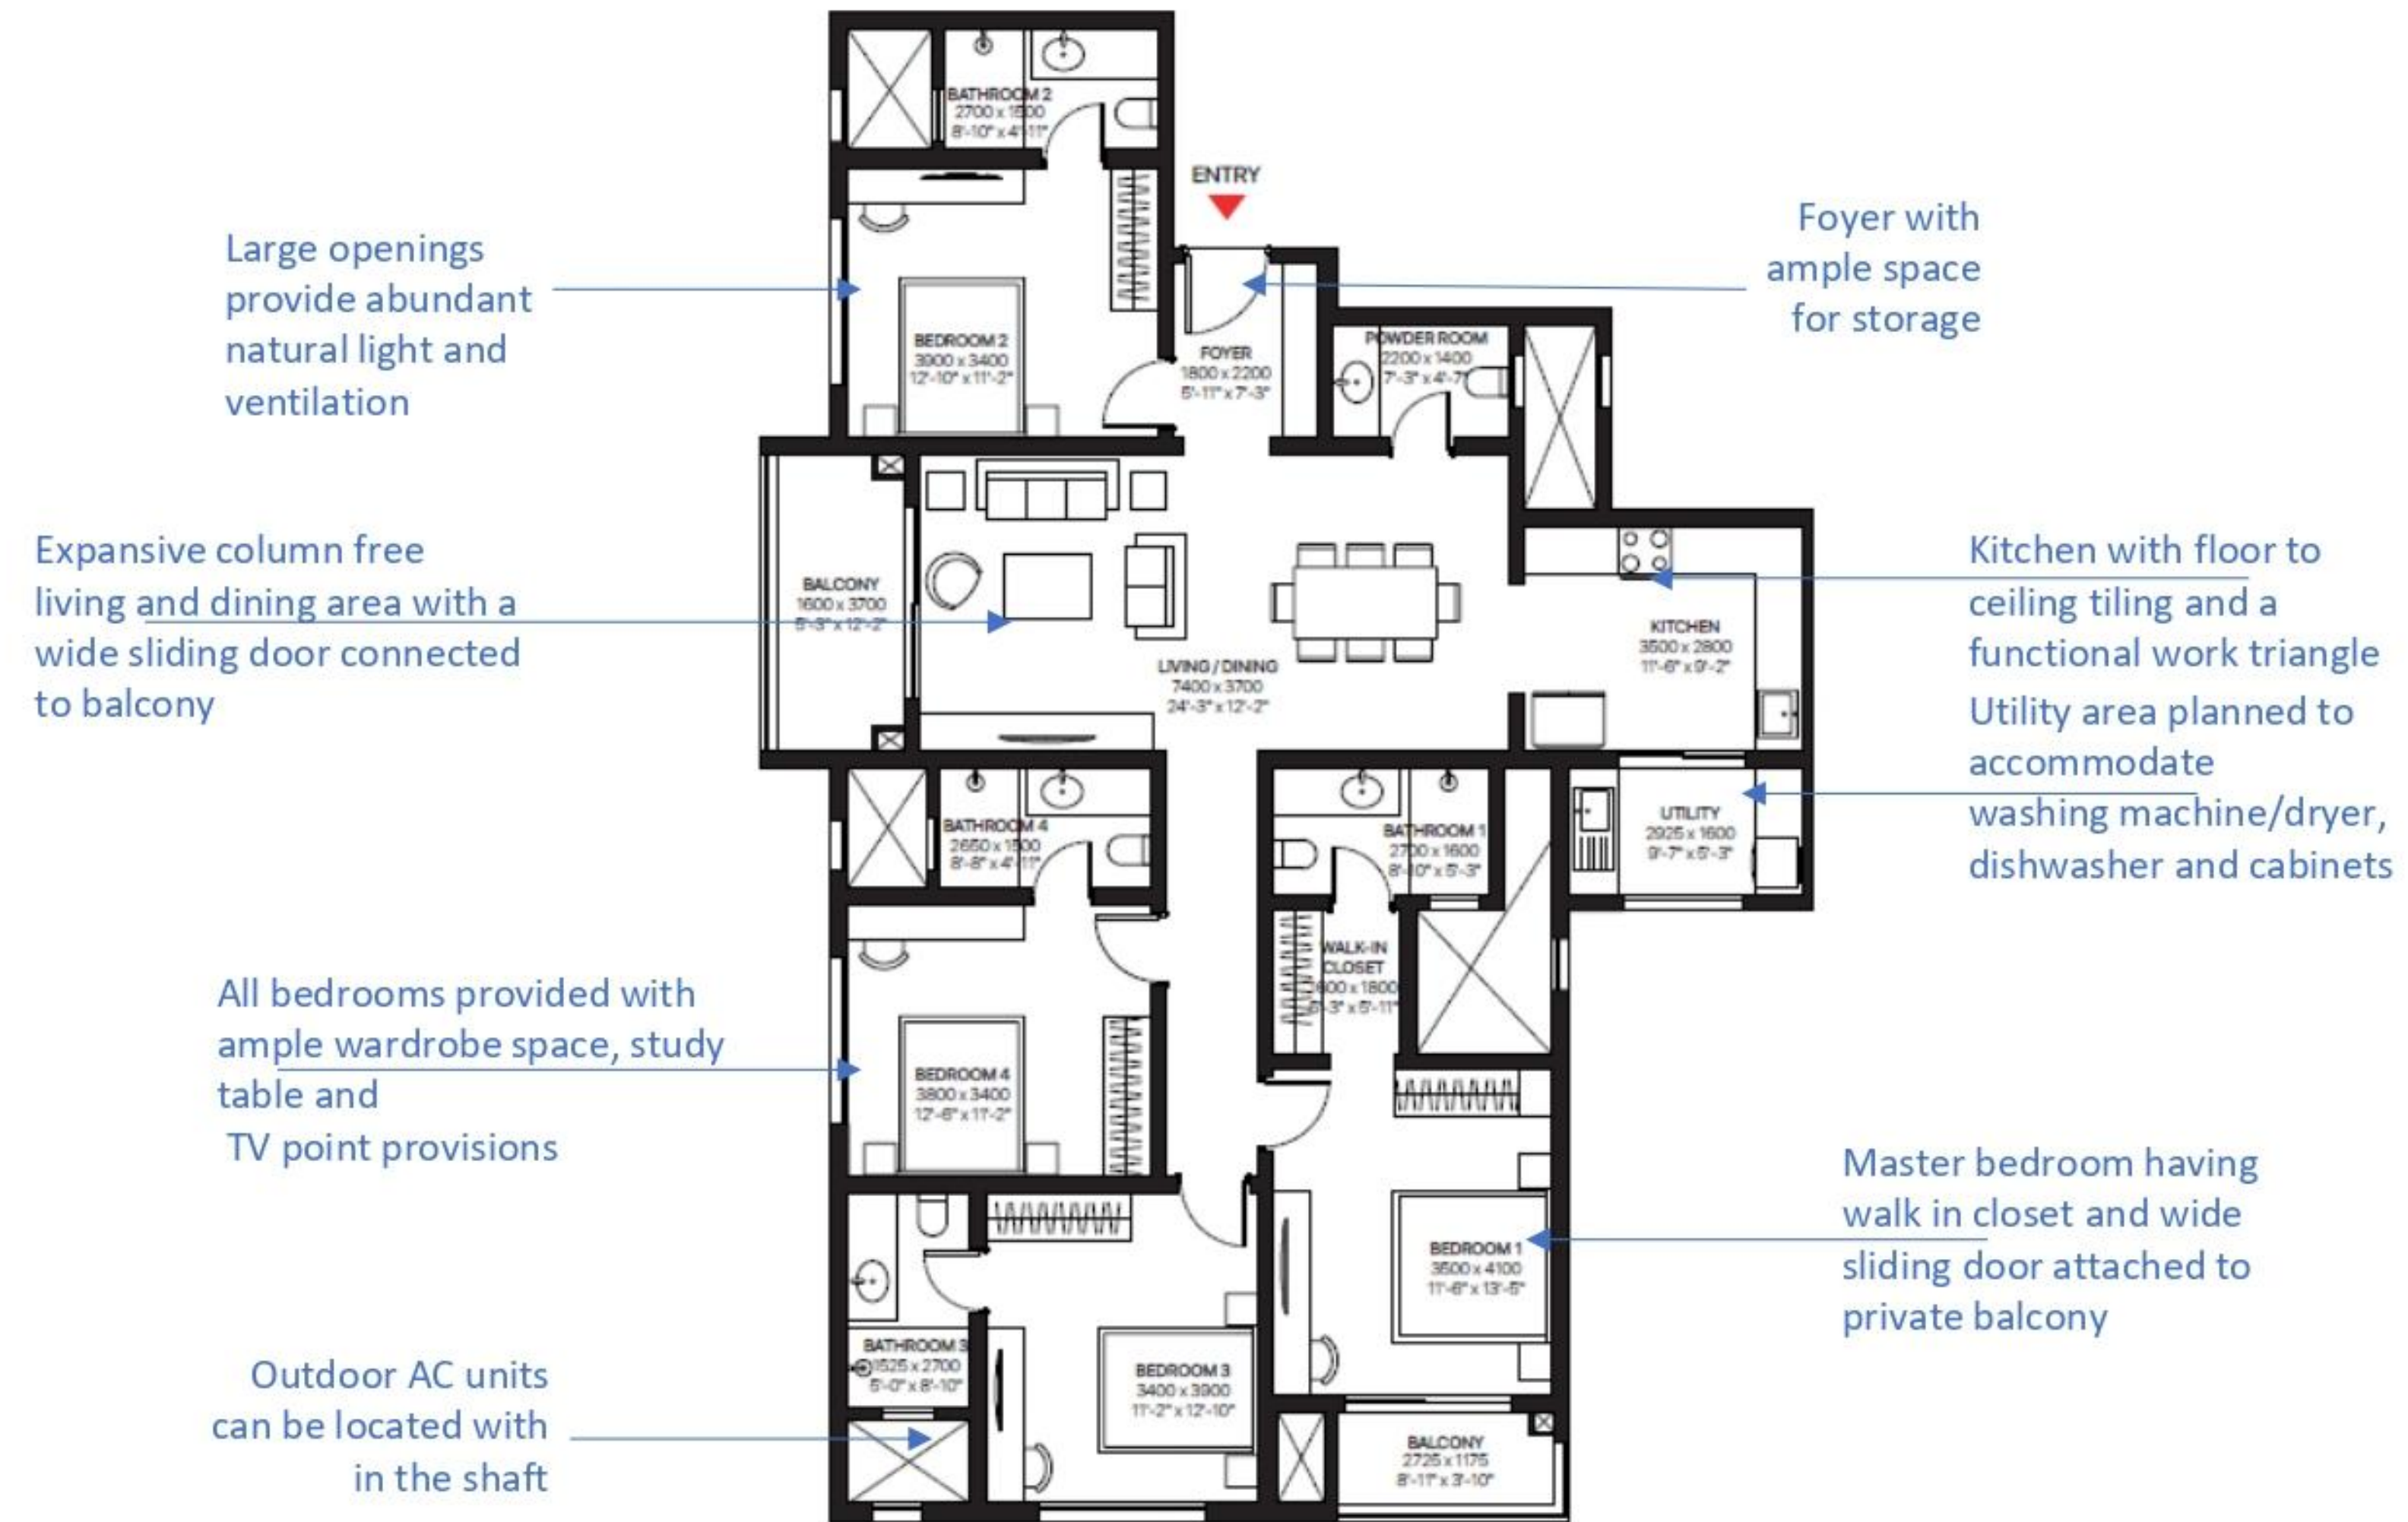 BATHROOM 2
2700 x 1500
8'-10" x 4'-11"
ENTRY
Large openings
provide abundant
natural light and
ventilation
Foyer with
ample space
for storage
BEDROOM 2
3900 x 3400
12'-10" x 11'-2"
FOYER
1800 x 2200
5'-11" x 7'-3"
POWDER ROOM
2200 x 1400
7'-3" x 4'-7"
Expansive column free
living and dining area with a
wide sliding door connected
to balcony
BALCONY
1600 x 3700
5'-3" x 12'-2"
LIVING / DINING
7400 x 3700
24'-3" x 12'-2"
KITCHEN
3500 x 2800
11'-6" x 9'-2"
Kitchen with floor to
ceiling tiling and a
functional work triangle
Utility area planned to
accommodate
washing machine/dryer,
dishwasher and cabinets
BATHROOM 4
2650 x 1500
8'-8" x 4'-11"
BATHROOM 1
2700 x 1600
8'-10" x 5'-3"
UTILITY
2925 x 1600
9'-7" x 5'-3"
WALK-IN
CLOSET
1600 x 1800
5'-3" x 5'-11"
All bedrooms provided with
ample wardrobe space, study
table and
TV point provisions
BEDROOM 4
3800 x 3400
12'-6" x 11'-2"
Master bedroom having
walk in closet and wide
sliding door attached to
private balcony
BEDROOM 1
3500 x 4100
11'-6" x 13'-5"
BATHROOM 3
1525 x 2700
5'-0" x 8'-10"
BEDROOM 3
3400 x 3900
11'-2" x 12'-10"
Outdoor AC units
can be located with
in the shaft
BALCONY
2725 x 1175
8'-11" x 3'-10"